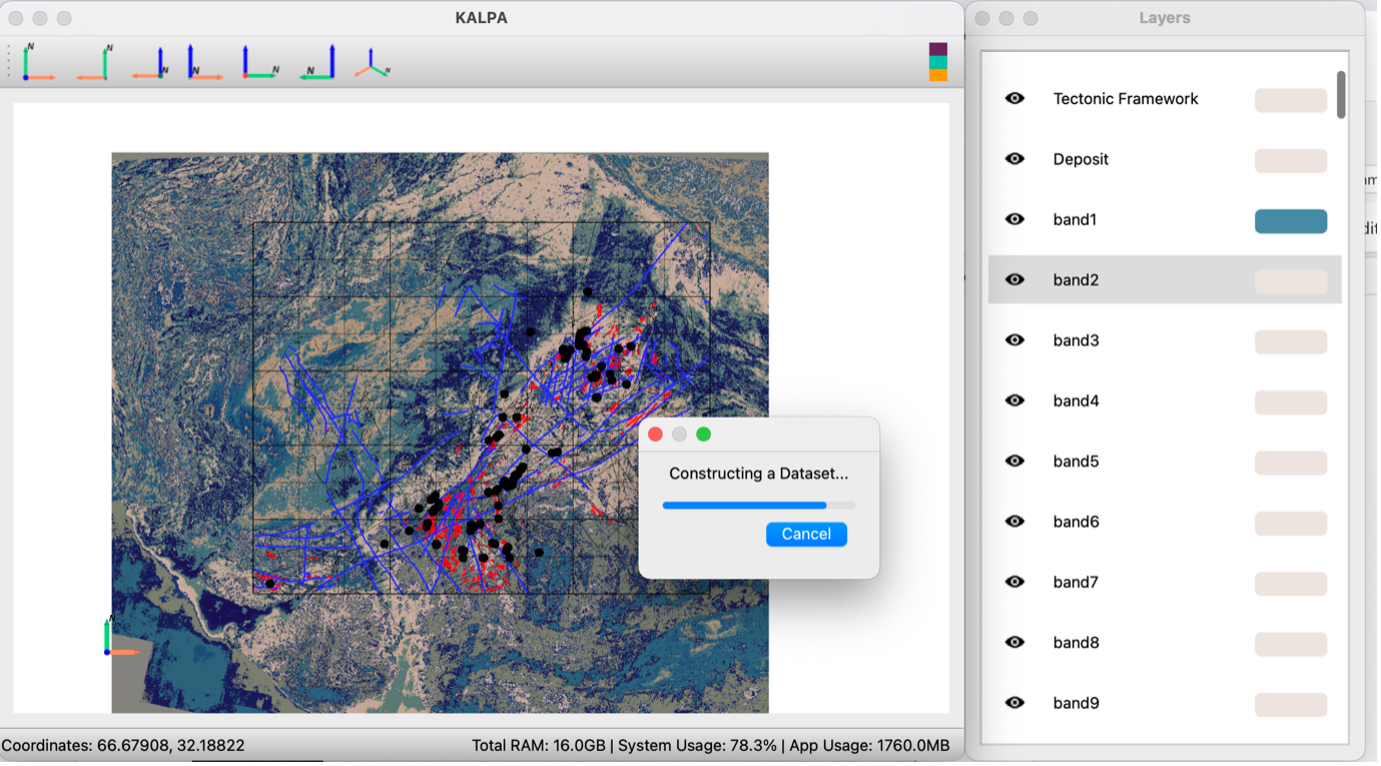 KALPA
Layers
N
N
N
N
N
N
N
Tectonic Framework
Deposit
band1
band2
band3
band4
Constructing a Dataset...
band5
Cancel
band6
band7
N
band8
band9
Coordinates: 66.67908, 32.18822
Total RAM: 16.0GB | System Usage: 78.3% | App Usage: 1760.0MB